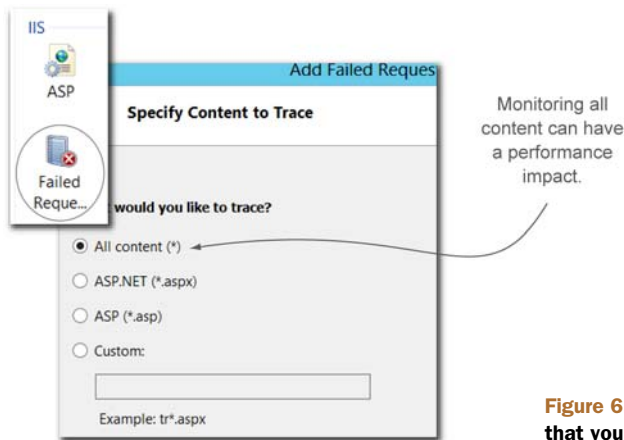 IIS
ASP
Failed
Reque...
Add Failed Reques
Specify Content to Trace
would you like to trace?
All content (*)
ASP.NET (*.aspx)
ASP (*.asp)
Custom:
Example: tr*.aspx
Monitoring all
content can have
a performance
impact.
Figure 6
that you